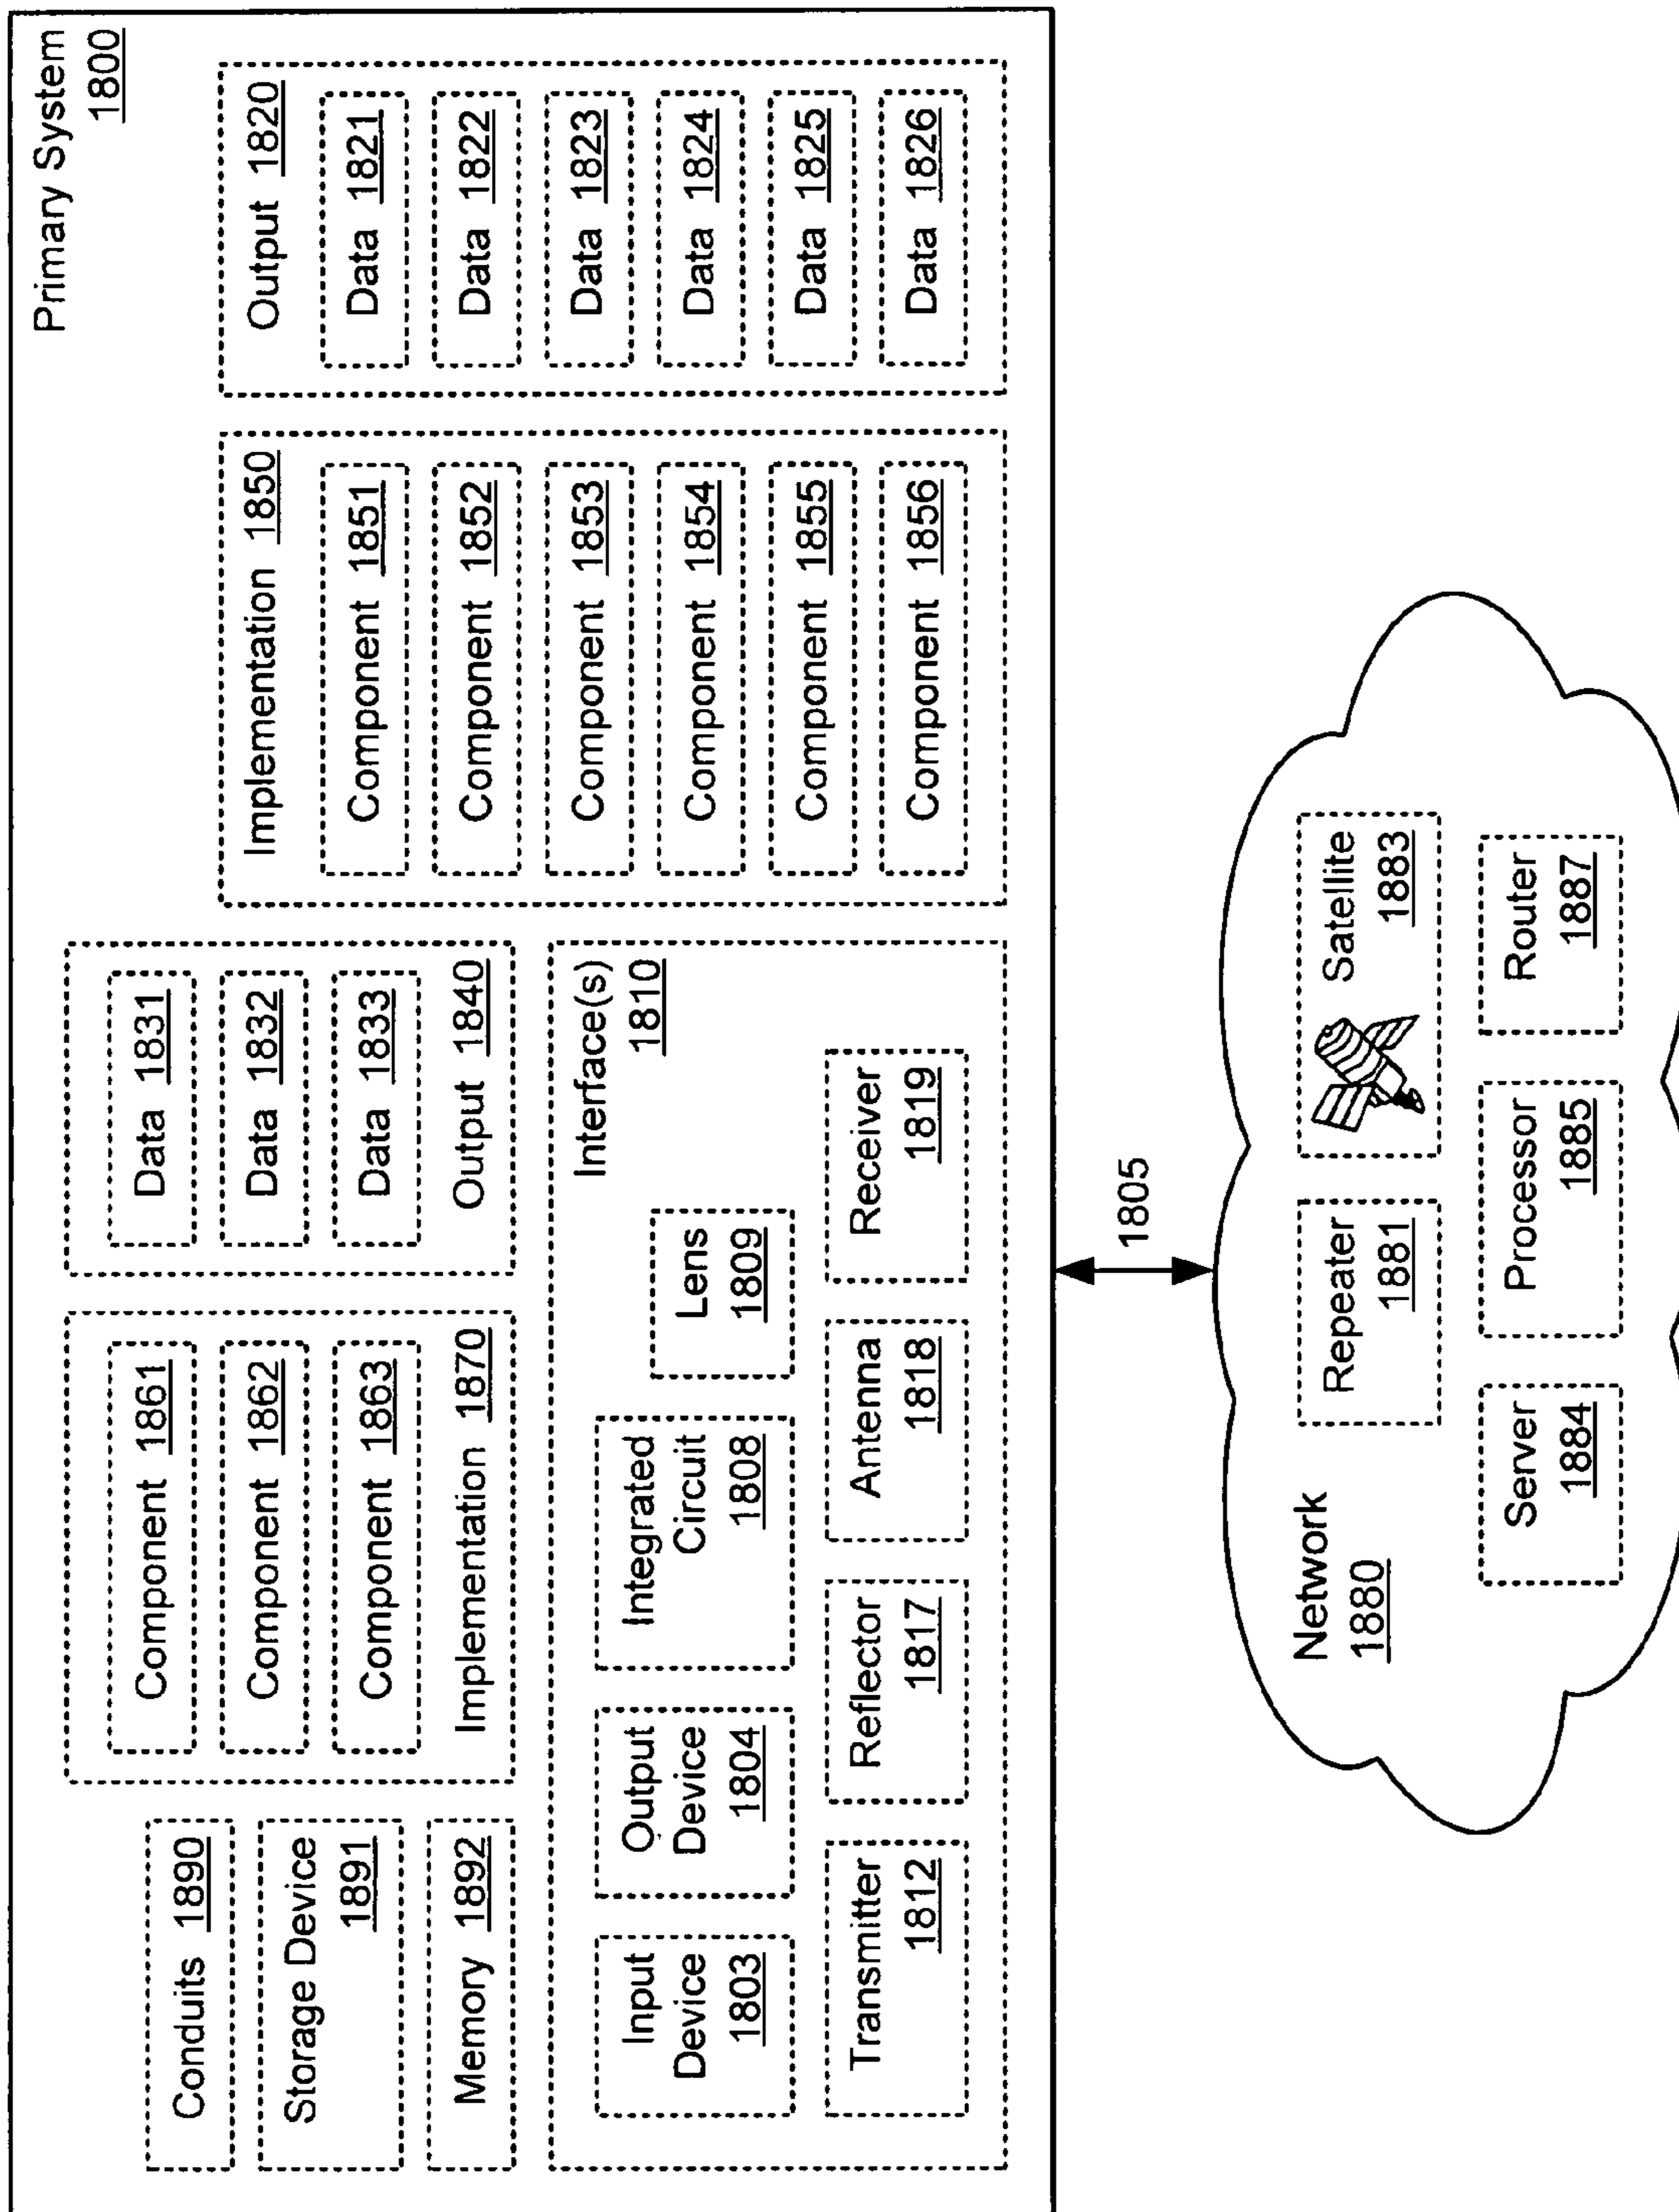 Primary System
1800
Conduits 1890
Storage Device
1891
Memory 1892
Component 1861
Component 1862
Component 1863
Implementation 1870
Data 1831
Data 1832
Data 1833
Output 1840
Implementation 1850
Component 1851
Component 1852
Component 1853
Component 1854
Component 1855
Component 1856
Output 1820
Data 1821
Data 1822
Data 1823
Data 1824
Data 1825
Data 1826
Interface(s)
1810
Input
Device
1803
Output
Device
1804
Integrated
Circuit
1808
Lens
1809
Transmitter
1812
Reflector
1817
Antenna
1818
Receiver
1819
1805
Network
1880
Repeater
1881
Satellite
1883
Server
1884
Processor
1885
Router
1887